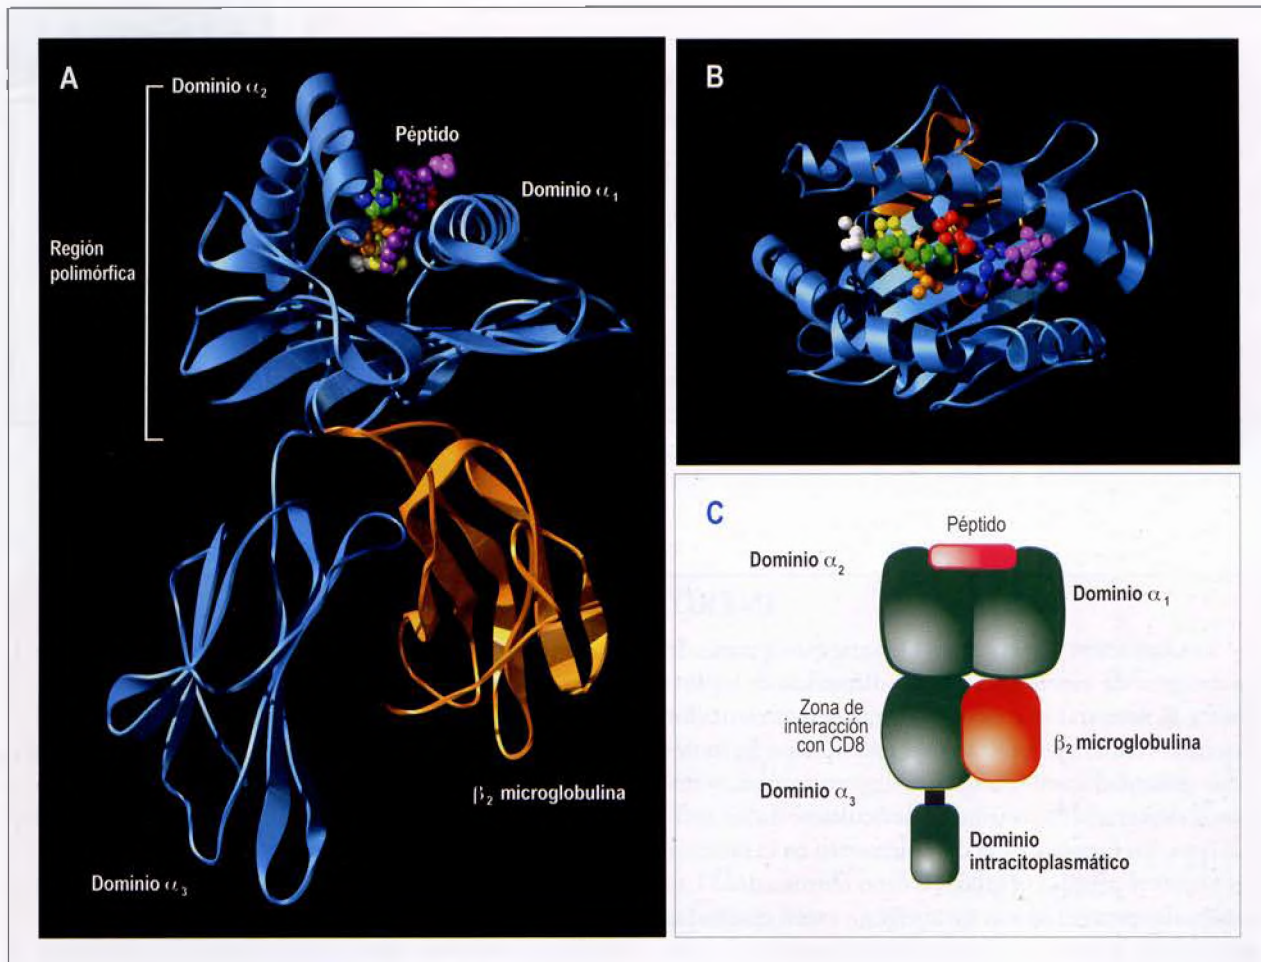 A
Dominio α2
Péptido
Dominio α1
Región
polimórfica
β2 microglobulina
Dominio α3
B
C
Péptido
Dominio α2
Dominio α1
Zona de
interacción
con CD8
β2 microglobulina
Dominio α3
Dominio
intracitoplasmático